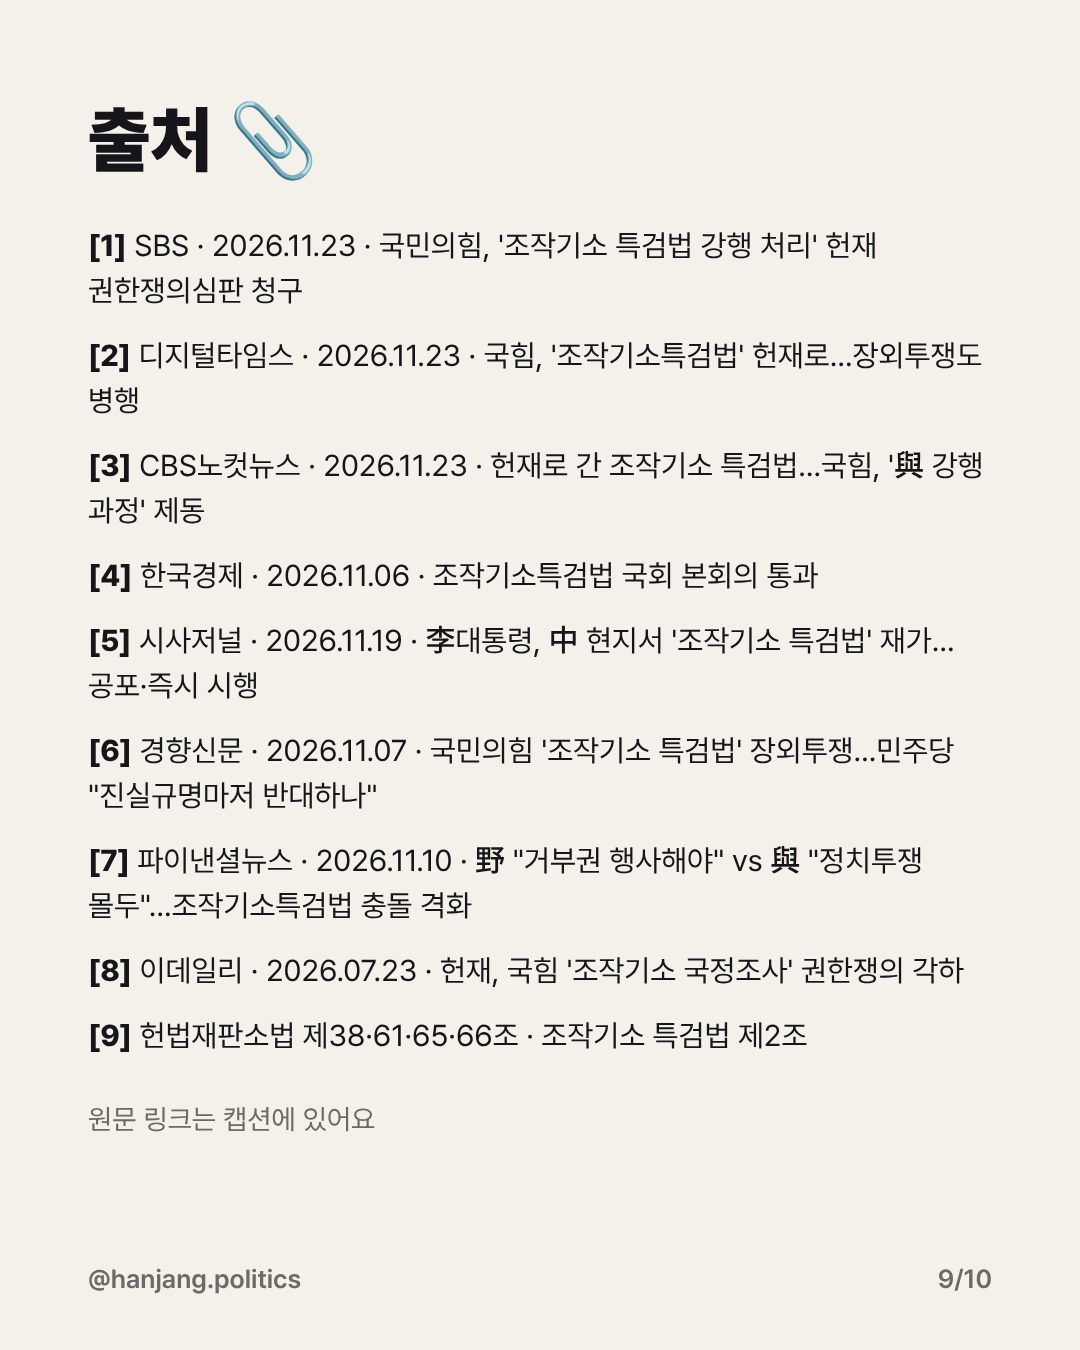 출처 📎
[1] SBS · 2026.11.23 · 국민의힘, '조작기소 특검법 강행 처리' 헌재
권한쟁의심판 청구
[2] 디지털타임스 · 2026.11.23 · 국힘, '조작기소특검법' 헌재로…장외투쟁도
병행
[3] CBS노컷뉴스 · 2026.11.23 · 헌재로 간 조작기소 특검법…국힘, '與 강행
과정' 제동
[4] 한국경제 · 2026.11.06 · 조작기소특검법 국회 본회의 통과
[5] 시사저널 · 2026.11.19 · 李대통령, 中 현지서 '조작기소 특검법' 재가…
공포·즉시 시행
[6] 경향신문 · 2026.11.07 · 국민의힘 '조작기소 특검법' 장외투쟁…민주당
"진실규명마저 반대하나"
[7] 파이낸셜뉴스 · 2026.11.10 · 野 "거부권 행사해야" vs 與 "정치투쟁
몰두"…조작기소특검법 충돌 격화
[8] 이데일리 · 2026.07.23 · 헌재, 국힘 '조작기소 국정조사' 권한쟁의 각하
[9] 헌법재판소법 제38·61·65·66조 · 조작기소 특검법 제2조
원문 링크는 캡션에 있어요
@hanjang.politics
9/10